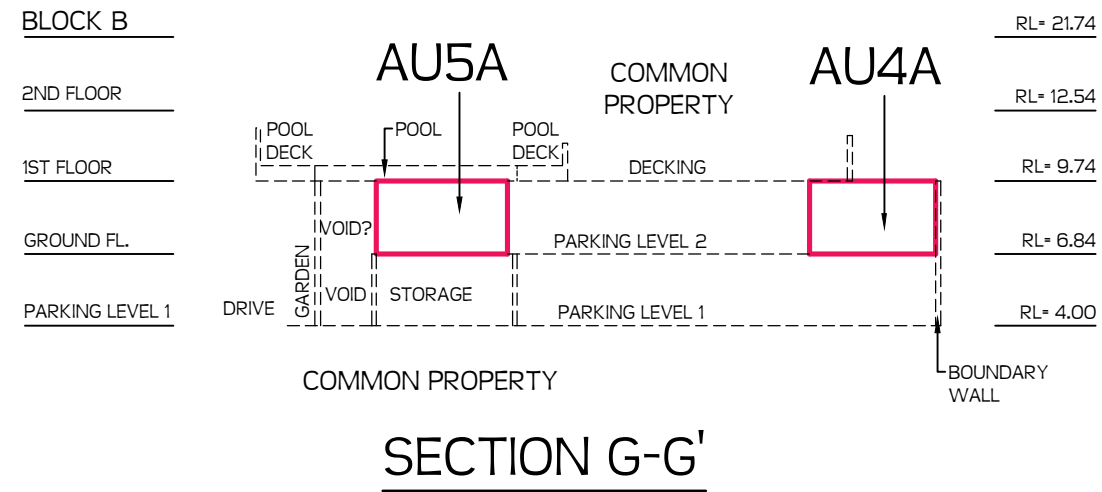 BLOCK B
RL= 21.74
AU5A
COMMON
PROPERTY
AU4A
2ND FLOOR
RL= 12.54
POOL
DECK
POOL
POOL
DECK
1ST FLOOR
DECKING
RL= 9.74
VOID?
GROUND FL.
PARKING LEVEL 2
RL= 6.84
GARDEN
VOID
STORAGE
PARKING LEVEL 1
DRIVE
PARKING LEVEL 1
RL= 4.00
COMMON PROPERTY
BOUNDARY
WALL
SECTION G-G'